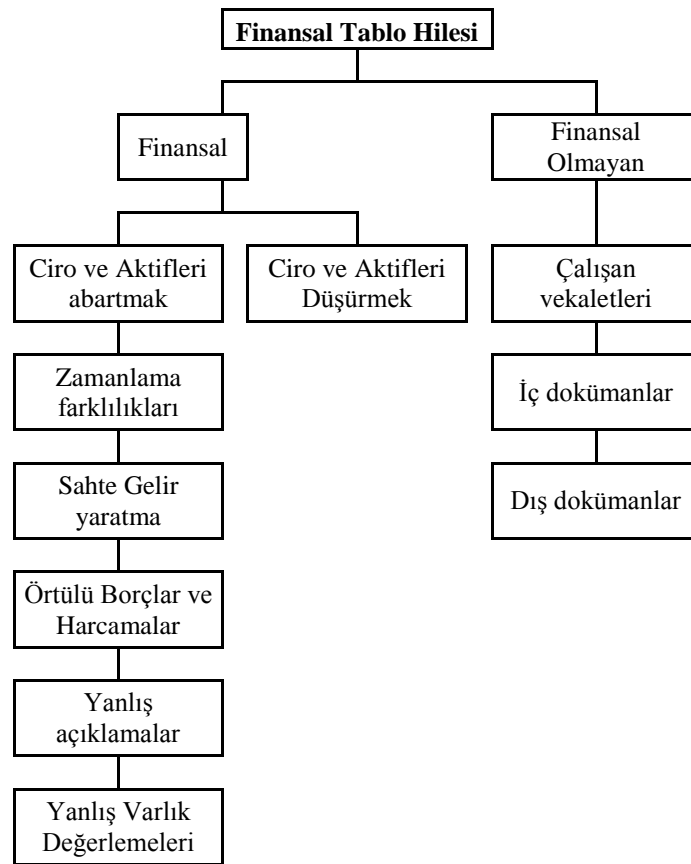 Finansal Tablo Hilesi
Finansal
Finansal
Olmayan
Ciro ve Aktifleri
abartmak
Ciro ve Aktifleri
Düşürmek
Çalışan
vekaletleri
Zamanlama
farklılıkları
İç dokümanlar
Sahte Gelir
yaratma
Dış dokümanlar
Örtülü Borçlar ve
Harcamalar
Yanlış
açıklamalar
Yanlış Varlık
Değerlemeleri